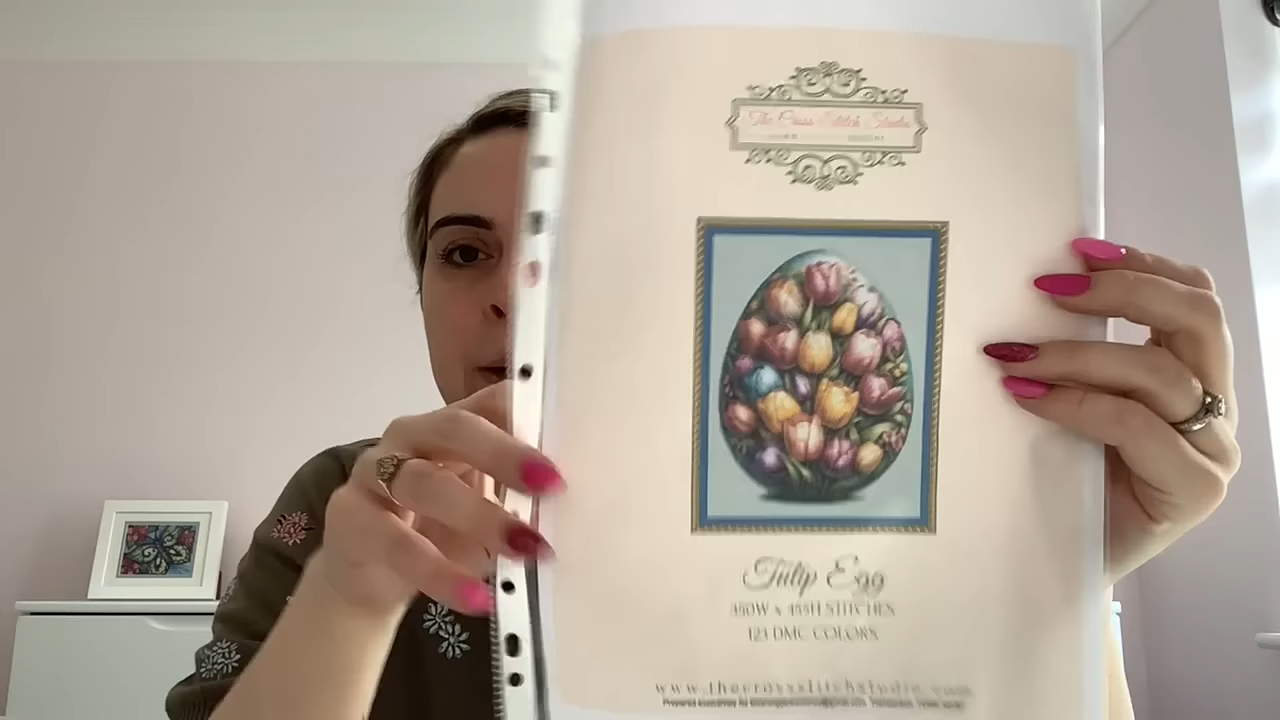 The Cross Stitch Studio
Tulip Egg
350W x 455H STITCHES
123 DMC COLORS
www.thecrossstitchstudio.com